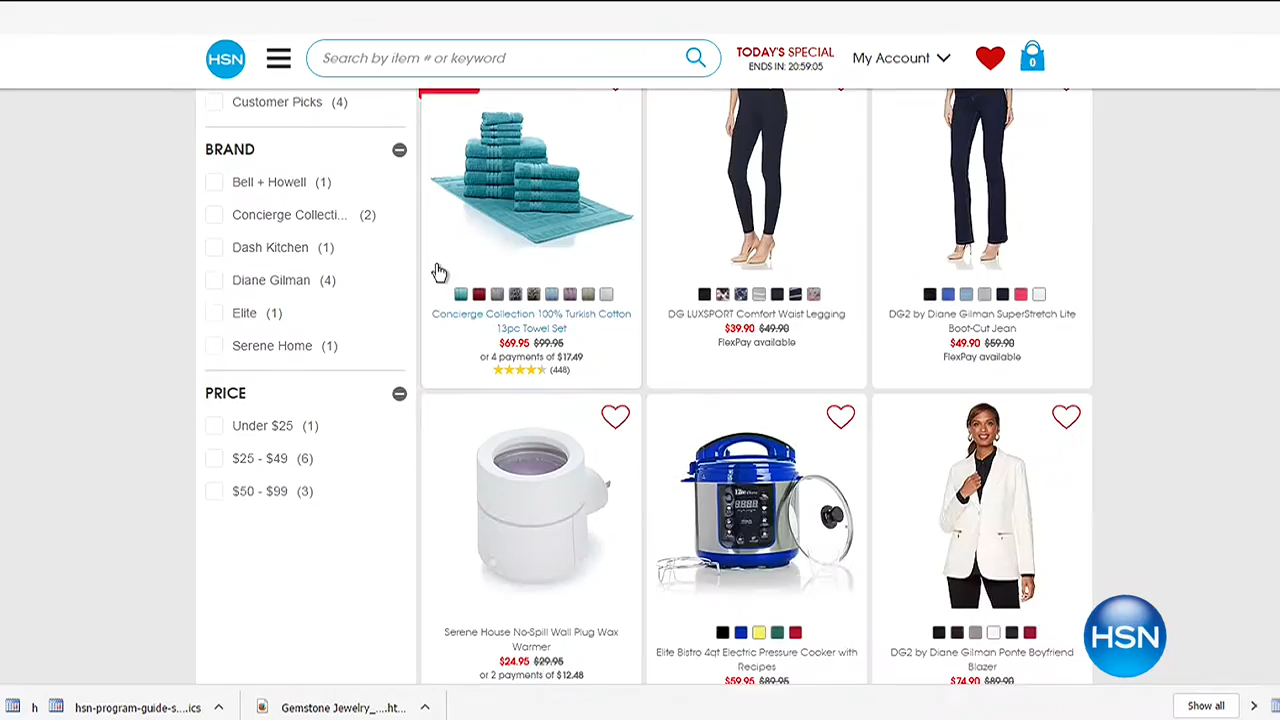 HSN
Search by item # or keyword
TODAY'S SPECIAL
ENDS IN: 20:59:05
My Account
0
Customer Picks (4)
BRAND
Bell + Howell (1)
Concierge Collecti... (2)
Dash Kitchen (1)
Diane Gilman (4)
Elite (1)
Serene Home (1)
PRICE
Under $25 (1)
$25 - $49 (6)
$50 - $99 (3)
Concierge Collection 100% Turkish Cotton
13pc Towel Set
$69.95 $99.95
or 4 payments of $17.49
(448)
DG LUXSPORT Comfort Waist Legging
$39.90 $49.90
FlexPay available
DG2 by Diane Gilman SuperStretch Lite
Boot-Cut Jean
$49.90 $59.90
FlexPay available
Serene House No-Spill Wall Plug Wax
Warmer
$24.95 $29.95
or 2 payments of $12.48
Elite Bistro 4qt Electric Pressure Cooker with
Recipes
$59.95 $89.95
DG2 by Diane Gilman Ponte Boyfriend
Blazer
$74.90 $89.90
HSN
h
hsn-program-guide-s....ics
Gemstone Jewelry_....ht...
Show all